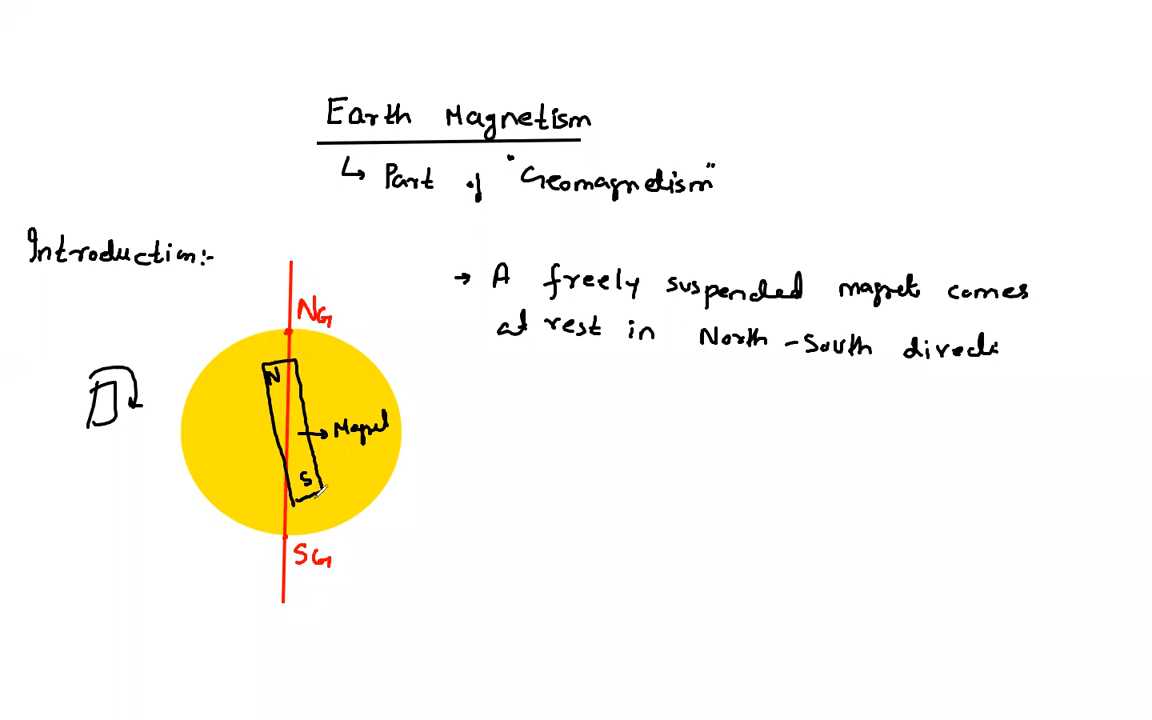 Earth Magnetism
↳ Part of "Geomagnetism"
Introduction:-
→ A freely suspended magnet comes
at rest in North-South directi
NG
N
→ Magnet
S
SG